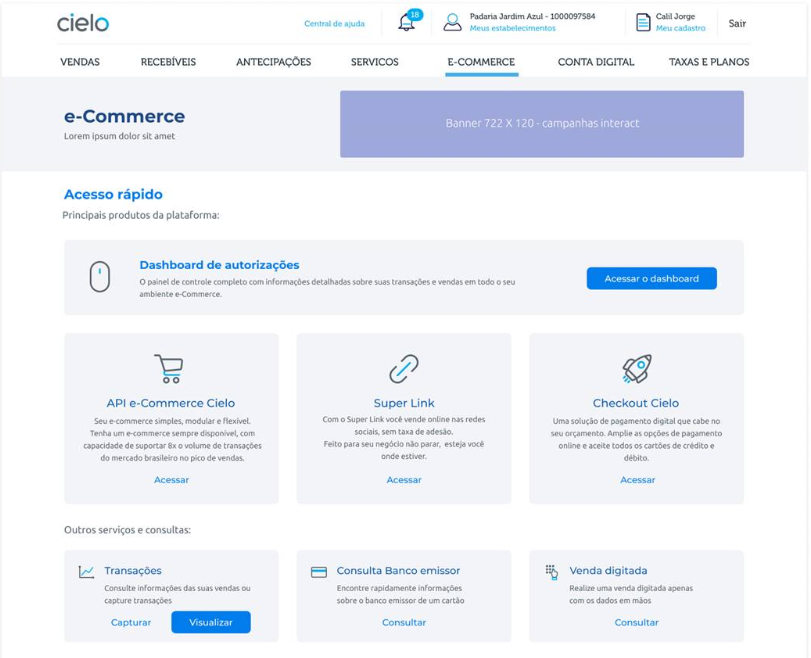 cielo
Central de ajuda
18
Padaria Jardim Azul - 1000097584
Meus estabelecimentos
Calil Jorge
Meu cadastro
Sair
VENDAS
RECEBÍVEIS
ANTECIPAÇÕES
SERVICOS
E-COMMERCE
CONTA DIGITAL
TAXAS E PLANOS
e-Commerce
Lorem ipsum dolor sit amet
Banner 722 X 120 - campanhas interact
Acesso rápido
Principais produtos da plataforma:
Dashboard de autorizações
O painel de controle completo com informações detalhadas sobre suas transações e vendas em todo o seu
ambiente e-Commerce.
Acessar o dashboard
API e-Commerce Cielo
Seu e-commerce simples, modular e flexível.
Tenha um e-commerce sempre disponível, com
capacidade de suportar 8x o volume de transações
do mercado brasileiro no pico de vendas.
Acessar
Super Link
Com o Super Link você vende online nas redes
sociais, sem taxa de adesão.
Feito para seu negócio não parar, esteja você
onde estiver.
Acessar
Checkout Cielo
Uma solução de pagamento digital que cabe no
seu orçamento. Amplie as opções de pagamento
online e aceite todos os cartões de crédito e
débito.
Acessar
Outros serviços e consultas:
Transações
Consulte informações das suas vendas ou
capture transações
Capturar
Visualizar
Consulta Banco emissor
Encontre rapidamente informações
sobre o banco emissor de um cartão
Consultar
Venda digitada
Realize uma venda digitada apenas
com os dados em mãos
Consultar